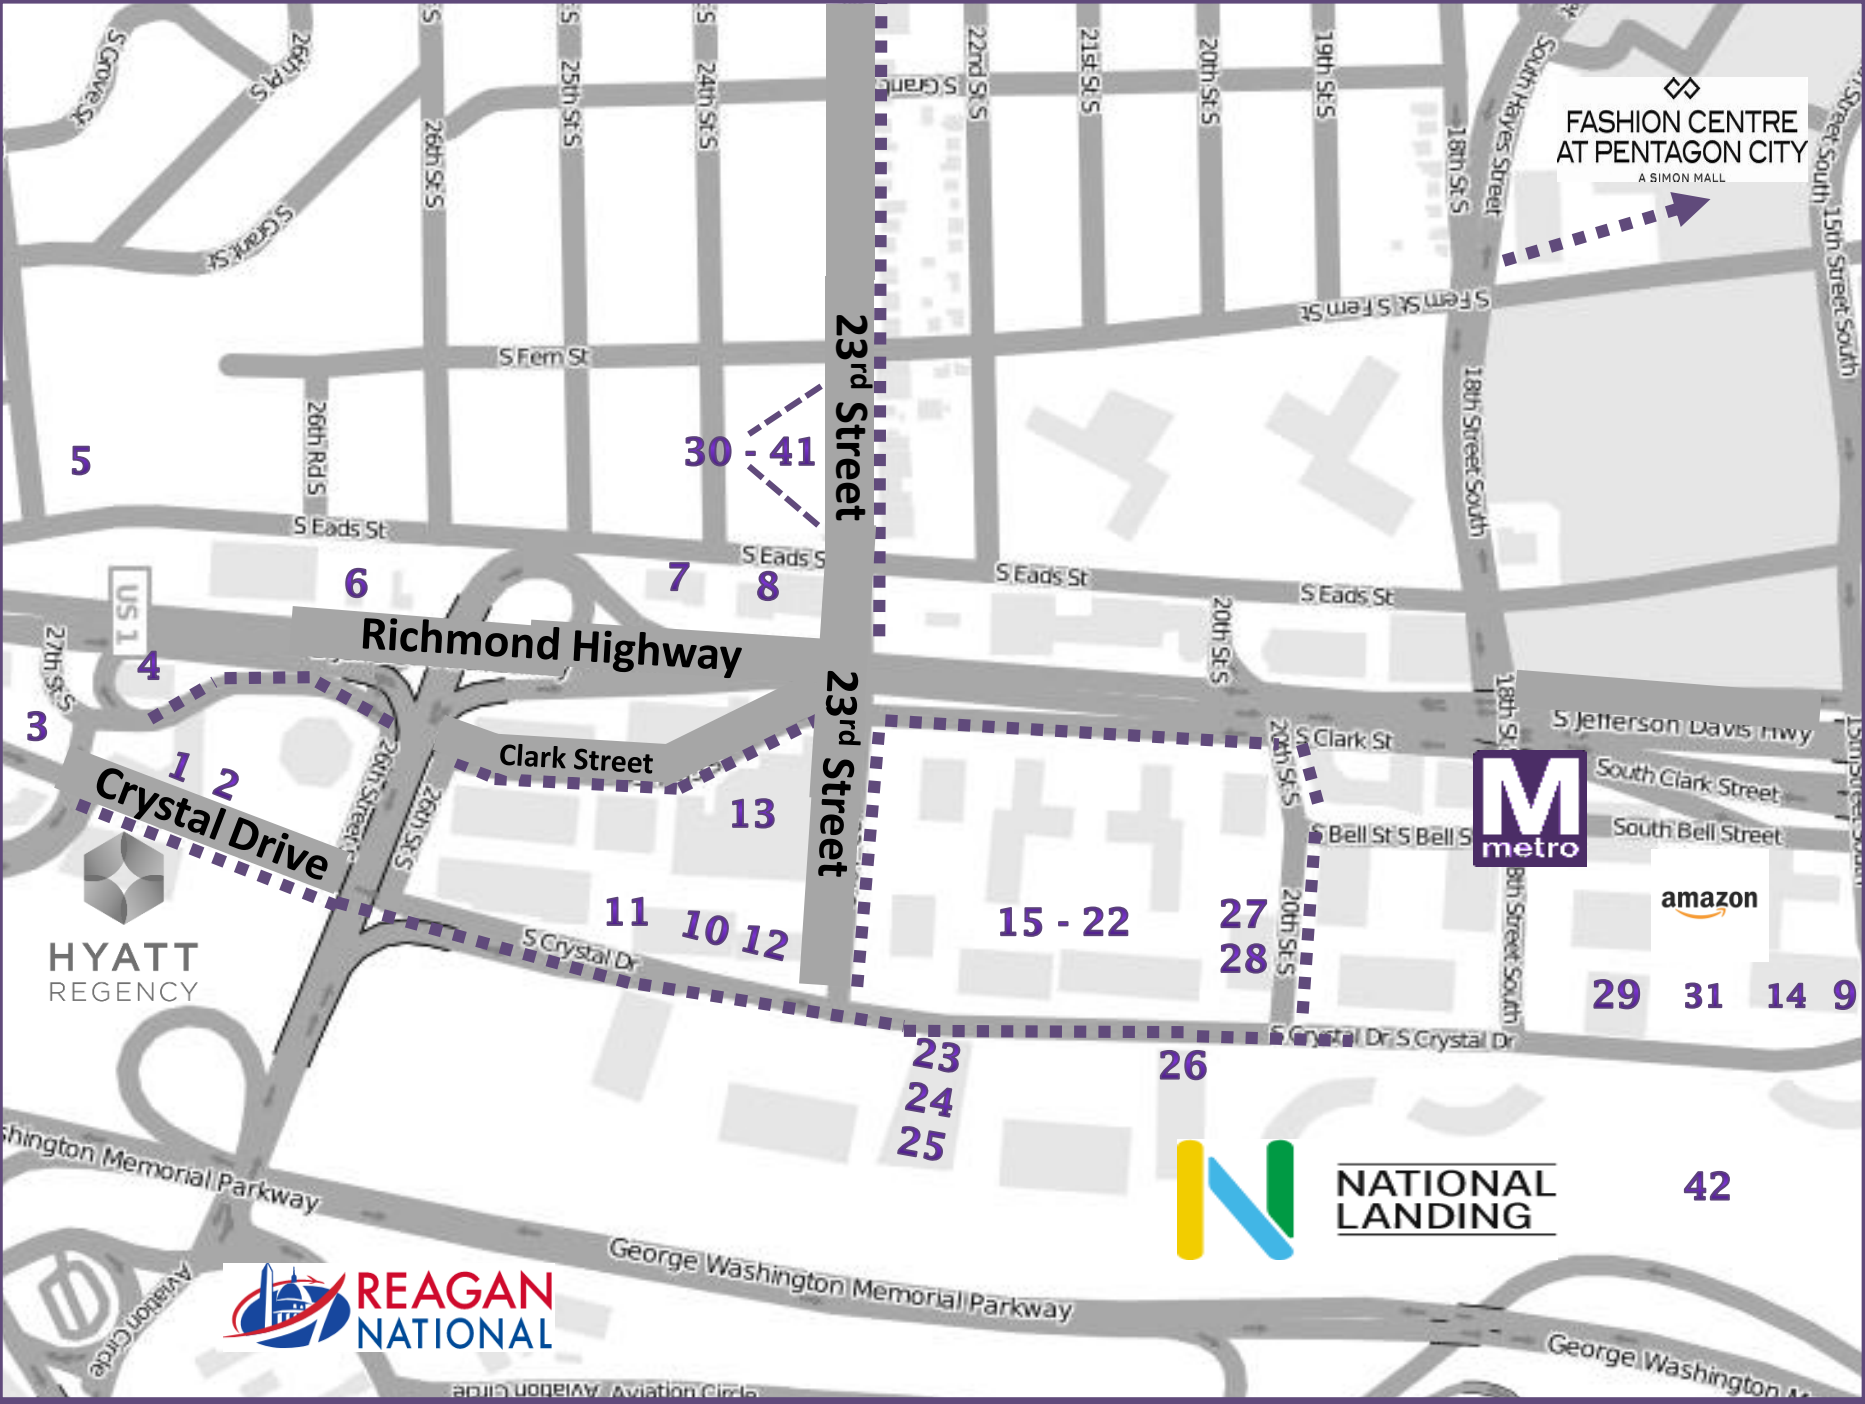 S
S
S
S Grove St
26th Pl S
26th St S
25th St S
24th St S
S Grant
22nd St S
21st St S
20th St S
19th St S
18th St S
South Hayes Street
FASHION CENTRE
AT PENTAGON CITY
A SIMON MALL
Street South
15th Street South
S Grant St
S Fern St
S Fern St S Fern St S Fern St
23rd Street
18th Street South
26th Rd S
5
30 - 41
S Eads St
S Eads S
S Eads St
S Eads St
6
7
8
US 1
Richmond Highway
20th St S
27th St S
4
3
1
2
Crystal Drive
26th Street
26th St S
Clark Street
23rd Street
13
S Clark St
20th St S
18th St S
S Jefferson Davis Hwy
South Clark Street
South Bell Street
S Bell St S Bell S
M
metro
amazon
HYATT
REGENCY
11
10
12
S Crystal Dr
15 - 22
27
28
20th St S
8th Street South
29
31
14
9
S Crystal Dr S Crystal Dr
23
24
25
26
NATIONAL
LANDING
42
shington Memorial Parkway
George Washington Memorial Parkway
George Washington M
REAGAN
NATIONAL
Aviation Circle
Aviation Circle